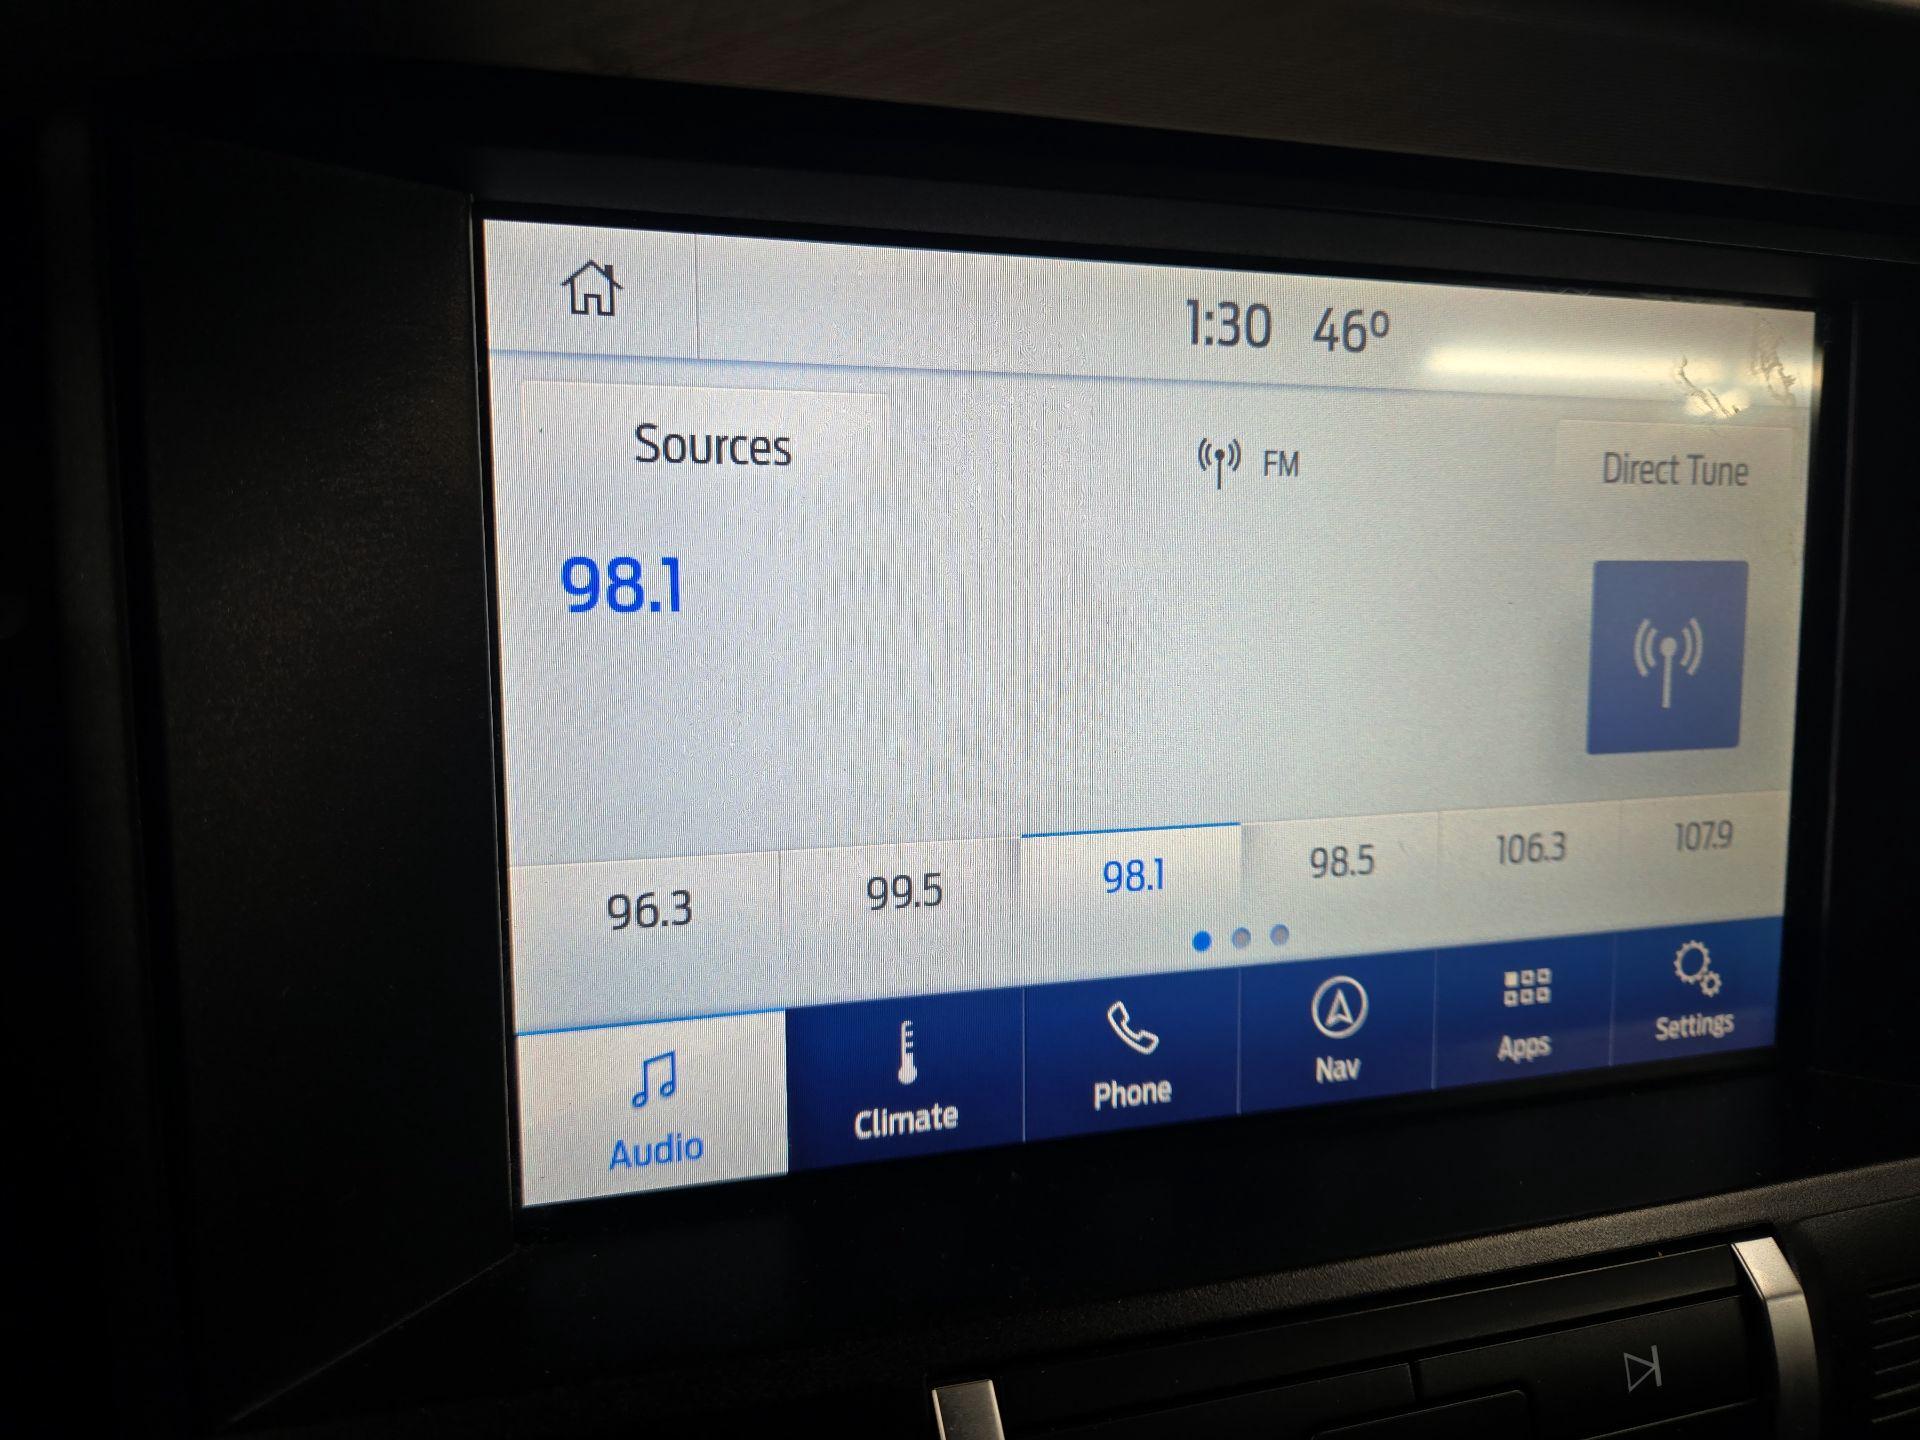 1:30 46º
Sources
FM
Direct Tune
98.1
96.3
99.5
98.1
98.5
106.3
107.9
Audio
Climate
Phone
Nav
Apps
Settings